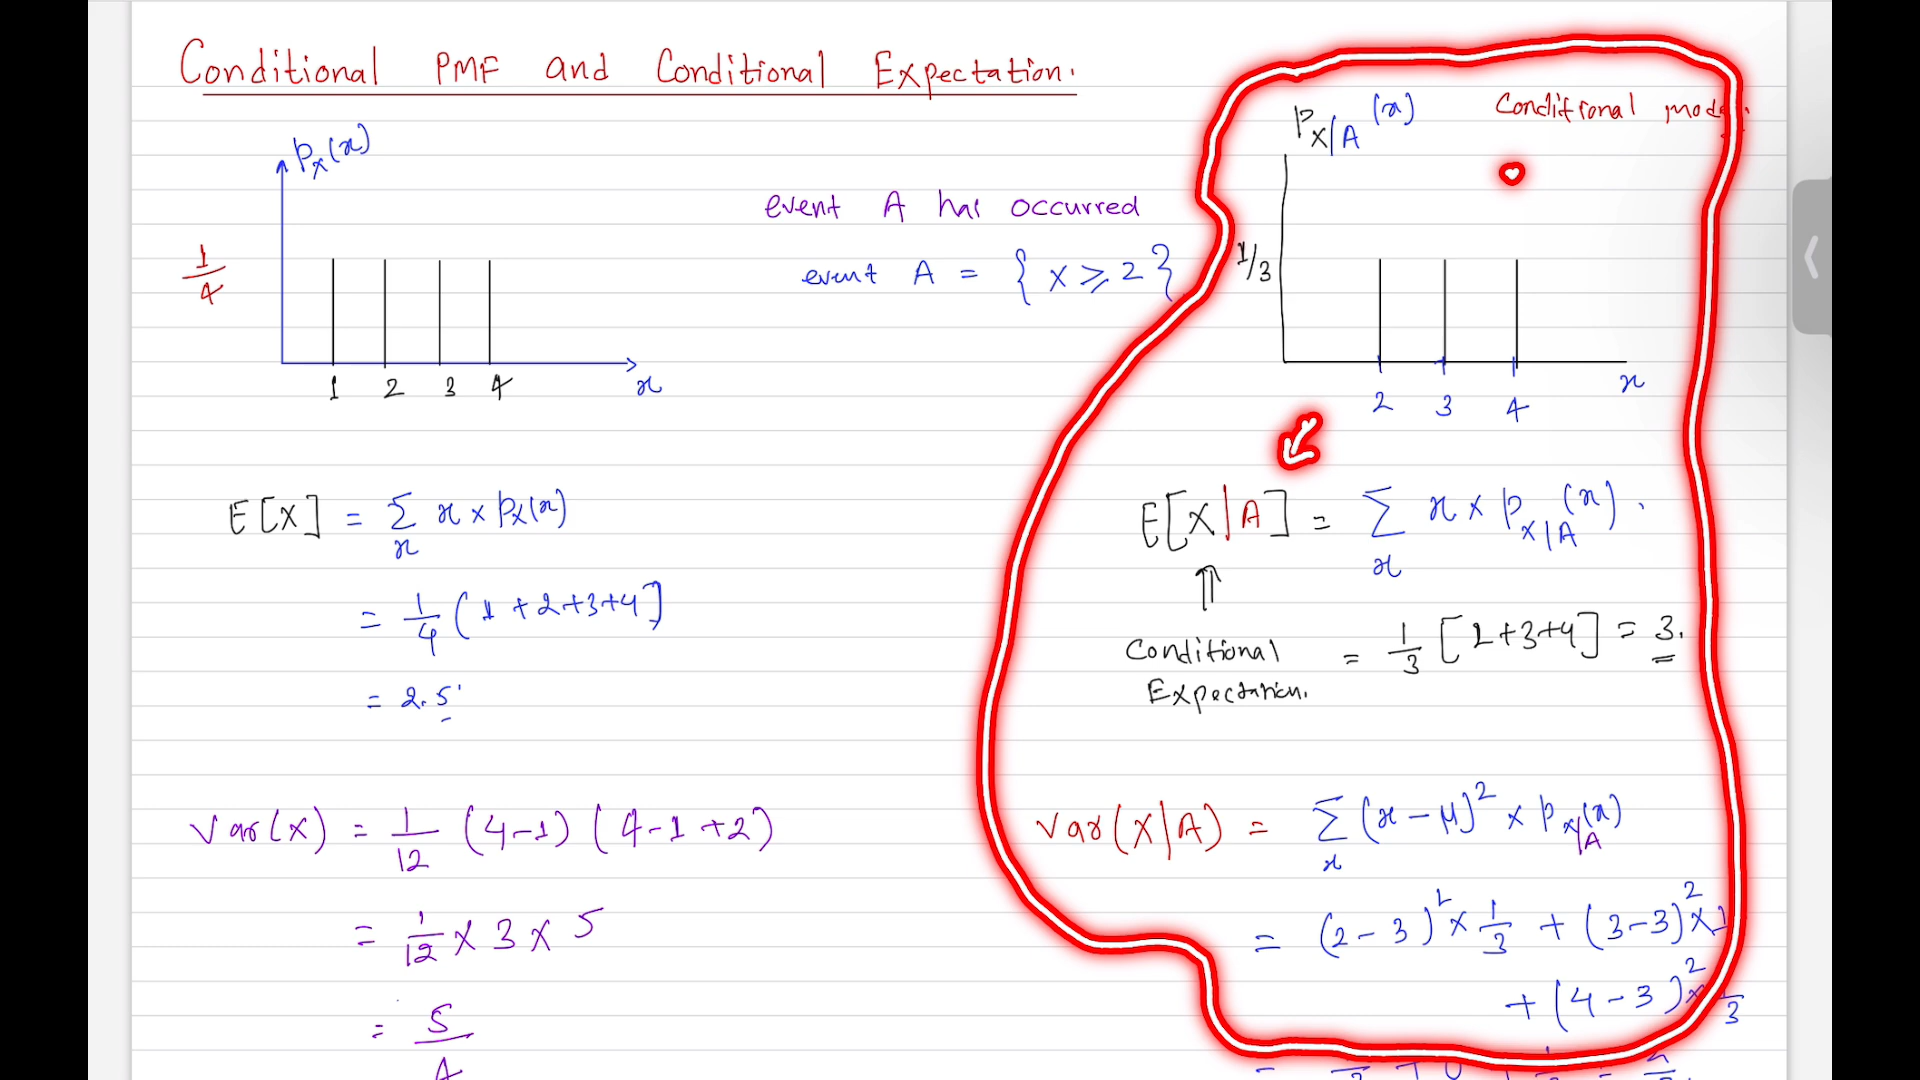 Conditional PMF and Conditional Expectation.
p_X(x)
1/4
1 2 3 4 x
event A has occurred
event A = { X ≥ 2 }
p_X|A (x)
Conditional
1/3
2 3 4 x
E[X] = Σ_x x × p_X(x)
= 1/4 (1+2+3+4]
= 2.5
Var(X) = 1/12 (4-1) (4-1+2)
= 1/12 × 3 × 5
= 5/4
E[X|A] = Σ_x x × p_X|A (x).
⇑
Conditional
Expectation.
= 1/3 [2+3+4] = 3.
Var(X|A) = Σ_x (x-μ)² × p_X|A(x)
= (2-3)² × 1/3 + (3-3)² ×
+ (4-3)² × 1/3